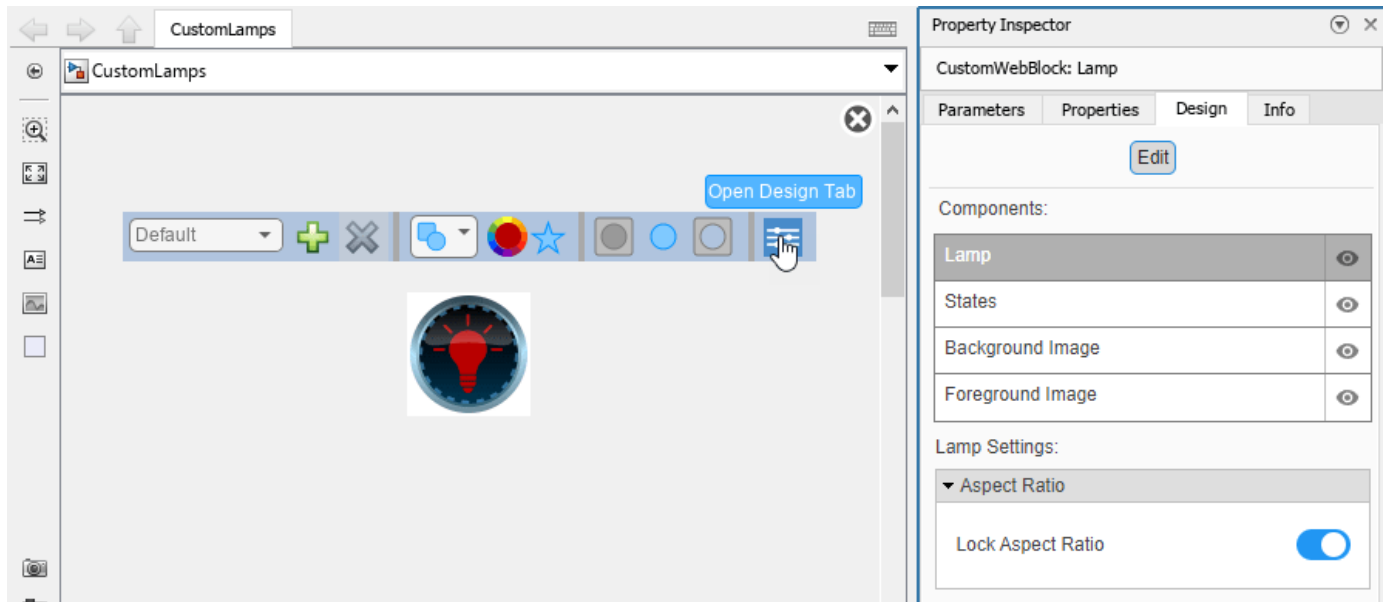 CustomLamps
CustomLamps
Open Design Tab
Default
Property Inspector
CustomWebBlock: Lamp
Parameters Properties Design Info
Edit
Components:
Lamp
States
Background Image
Foreground Image
Lamp Settings:
Aspect Ratio
Lock Aspect Ratio